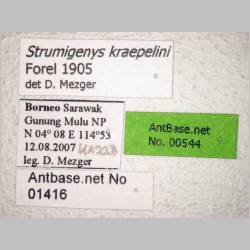 Strumigenys kraepelini
Forel 1905
det D. Mezger
Borneo Sarawak
Gunung Mulu NP
N 04° 08 E 114°53
12.08.2007
leg. D. Mezger
AntBase.net
No. 00544
Antbase.net No
01416